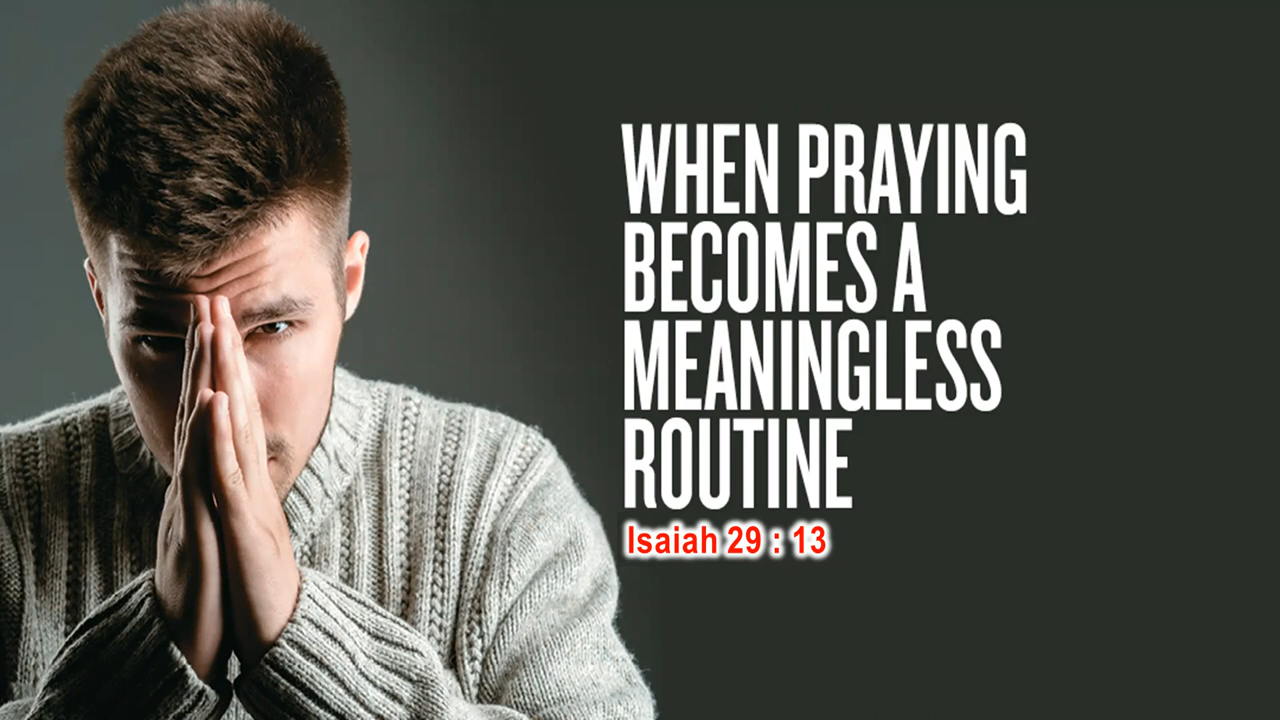 WHEN PRAYING
BECOMES A
MEANINGLESS
ROUTINE
Isaiah 29 : 13